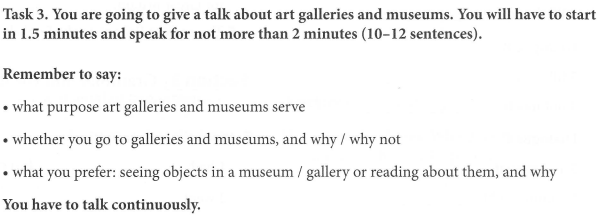 Task 3. You are going to give a talk about art galleries and museums. You will have to start
in 1.5 minutes and speak for not more than 2 minutes (10–12 sentences).
Remember to say:
• what purpose art galleries and museums serve
• whether you go to galleries and museums, and why / why not
• what you prefer: seeing objects in a museum / gallery or reading about them, and why
You have to talk continuously.